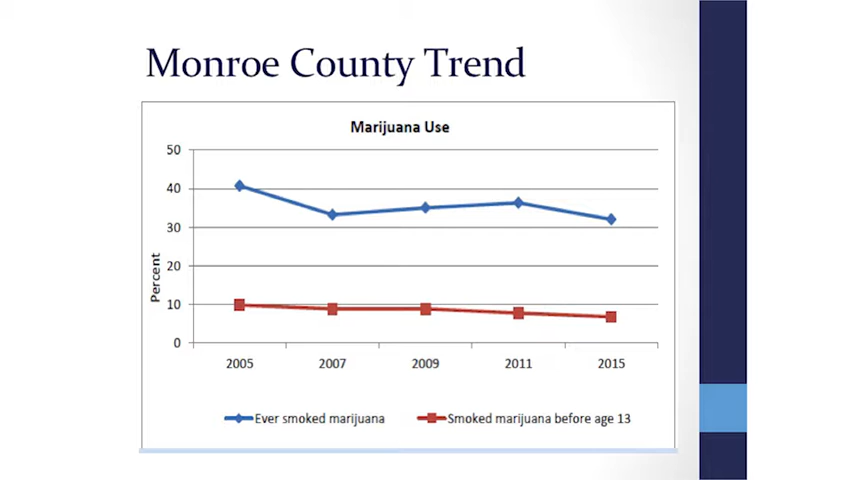 Monroe County Trend
Marijuana Use
50
40
30
20
10
0
Percent
2005 2007 2009 2011 2015
Ever smoked marijuana Smoked marijuana before age 13